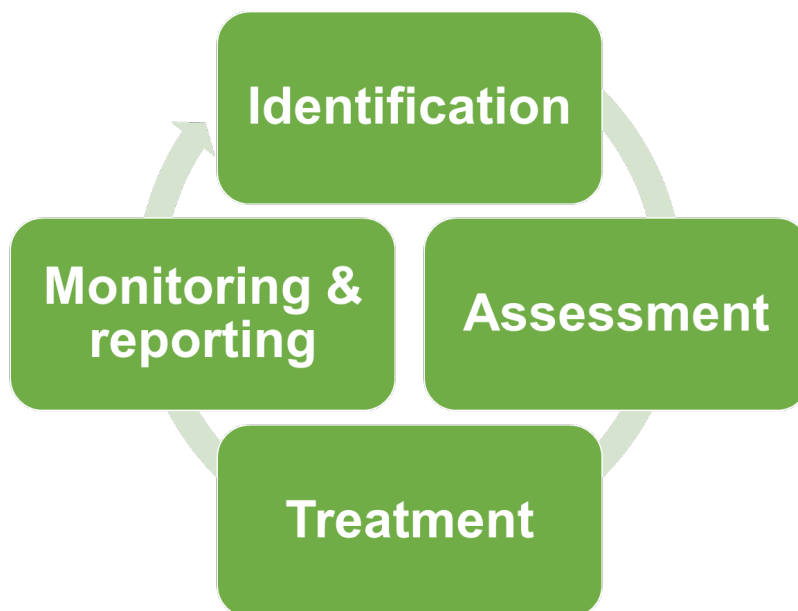 Identification
Assessment
Treatment
Monitoring &
reporting